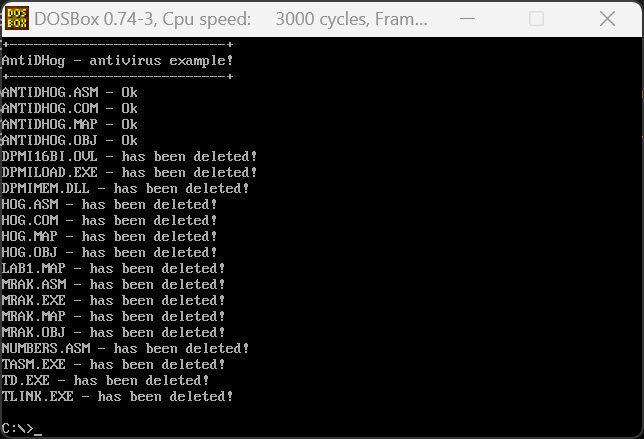 DOS
BOX
DOSBox 0.74-3, Cpu speed: 3000 cycles, Fram...
+---------------------------+
AntiDHog - antivirus example!
+---------------------------+
ANTIDHOG.ASM - Ok
ANTIDHOG.COM - Ok
ANTIDHOG.MAP - Ok
ANTIDHOG.OBJ - Ok
DPMI16BI.OVL - has been deleted!
DPMILOAD.EXE - has been deleted!
DPMIMEM.DLL - has been deleted!
HOG.ASM - has been deleted!
HOG.COM - has been deleted!
HOG.MAP - has been deleted!
HOG.OBJ - has been deleted!
LAB1.MAP - has been deleted!
MRAK.ASM - has been deleted!
MRAK.EXE - has been deleted!
MRAK.MAP - has been deleted!
MRAK.OBJ - has been deleted!
NUMBERS.ASM - has been deleted!
TASM.EXE - has been deleted!
TD.EXE - has been deleted!
TLINK.EXE - has been deleted!
C:\>_